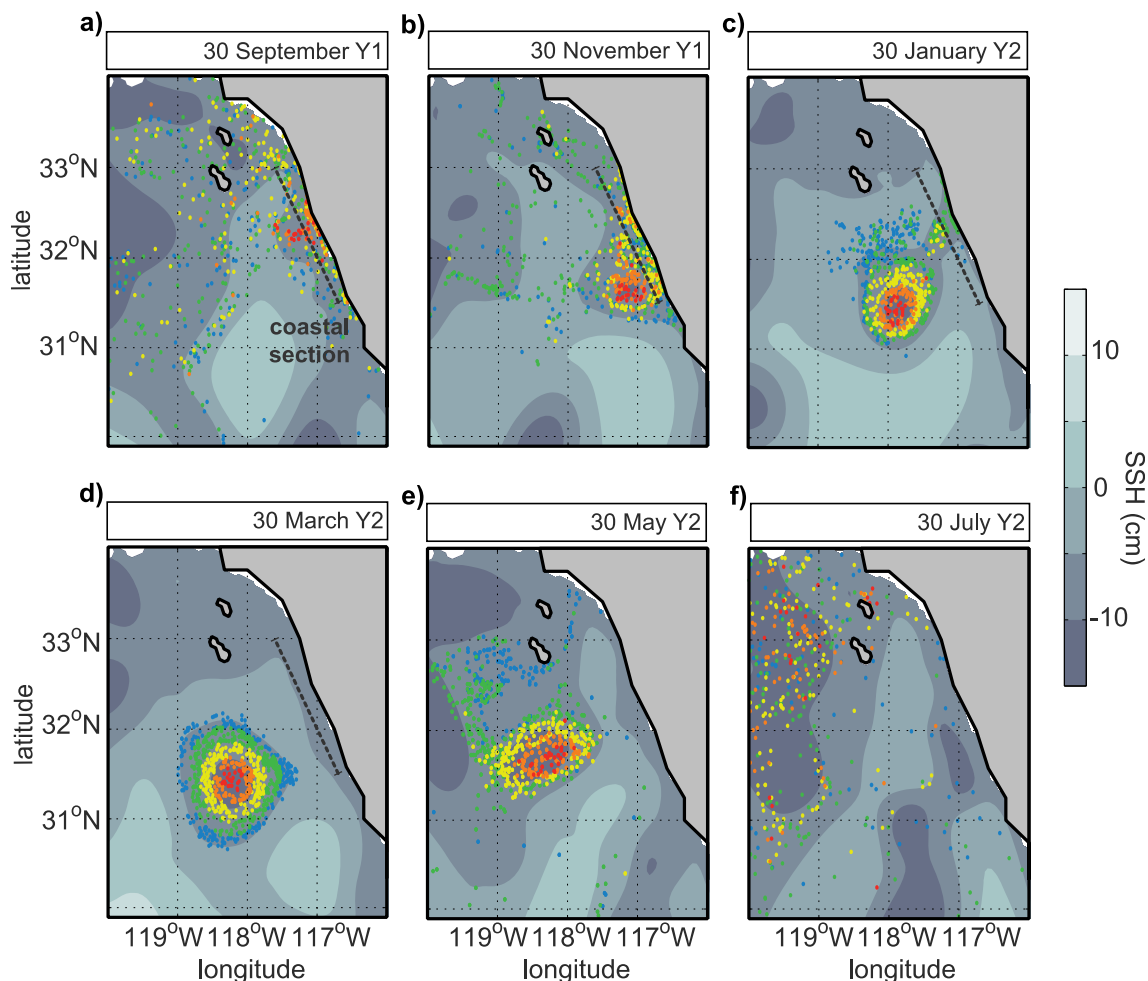 a)
30 September Y1
b)
30 November Y1
c)
30 January Y2
latitude
33°N
32°N
31°N
coastal
section
d)
30 March Y2
e)
30 May Y2
f)
30 July Y2
latitude
33°N
32°N
31°N
119°W 118°W 117°W
longitude
119°W 118°W 117°W
longitude
119°W 118°W 117°W
longitude
10
0
-10
SSH (cm)